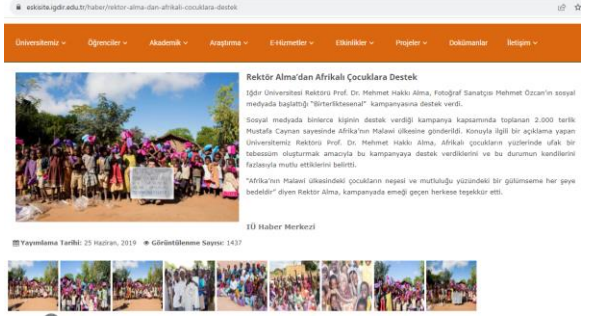 eskisite.igdir.edu.tr/haber/rektor-alma-dan-afrikali-cocuklara-destek
Üniversitemiz Öğrenciler Akademik Araştırma E-Hizmetler Etkinlikler Projeler Dokümanlar İletişim
Rektör Alma’dan Afrikalı Çocuklara Destek
Iğdır Üniversitesi Rektörü Prof. Dr. Mehmet Hakkı Alma, Fotoğraf Sanatçısı Mehmet Özcan'ın sosyal
medyada başlattığı "Birterliktesenal" kampanyasına destek verdi.
Sosyal medyada binlerce kişinin destek verdiği kampanya kapsamında toplanan 2.000 terlik
Mustafa Caynan sayesinde Afrika'nın Malawi ülkesine gönderildi. Konuyla ilgili bir açıklama yapan
Üniversitemiz Rektörü Prof. Dr. Mehmet Hakkı Alma, Afrikalı çocukların yüzlerinde ufak bir
tebessüm oluşturmak amacıyla bu kampanyaya destek verdiklerini ve bu durumun kendilerini
fazlasıyla mutlu ettiklerini belirtti.
"Afrika'nın Malawi ülkesindeki çocukların neşesi ve mutluluğu yüzündeki bir gülümseme her şeye
bedeldir" diyen Rektör Alma, kampanyada emeği geçen herkese teşekkür etti.
IÜ Haber Merkezi
Yayımlama Tarihi: 25 Haziran, 2019 Görüntülenme Sayısı: 1437